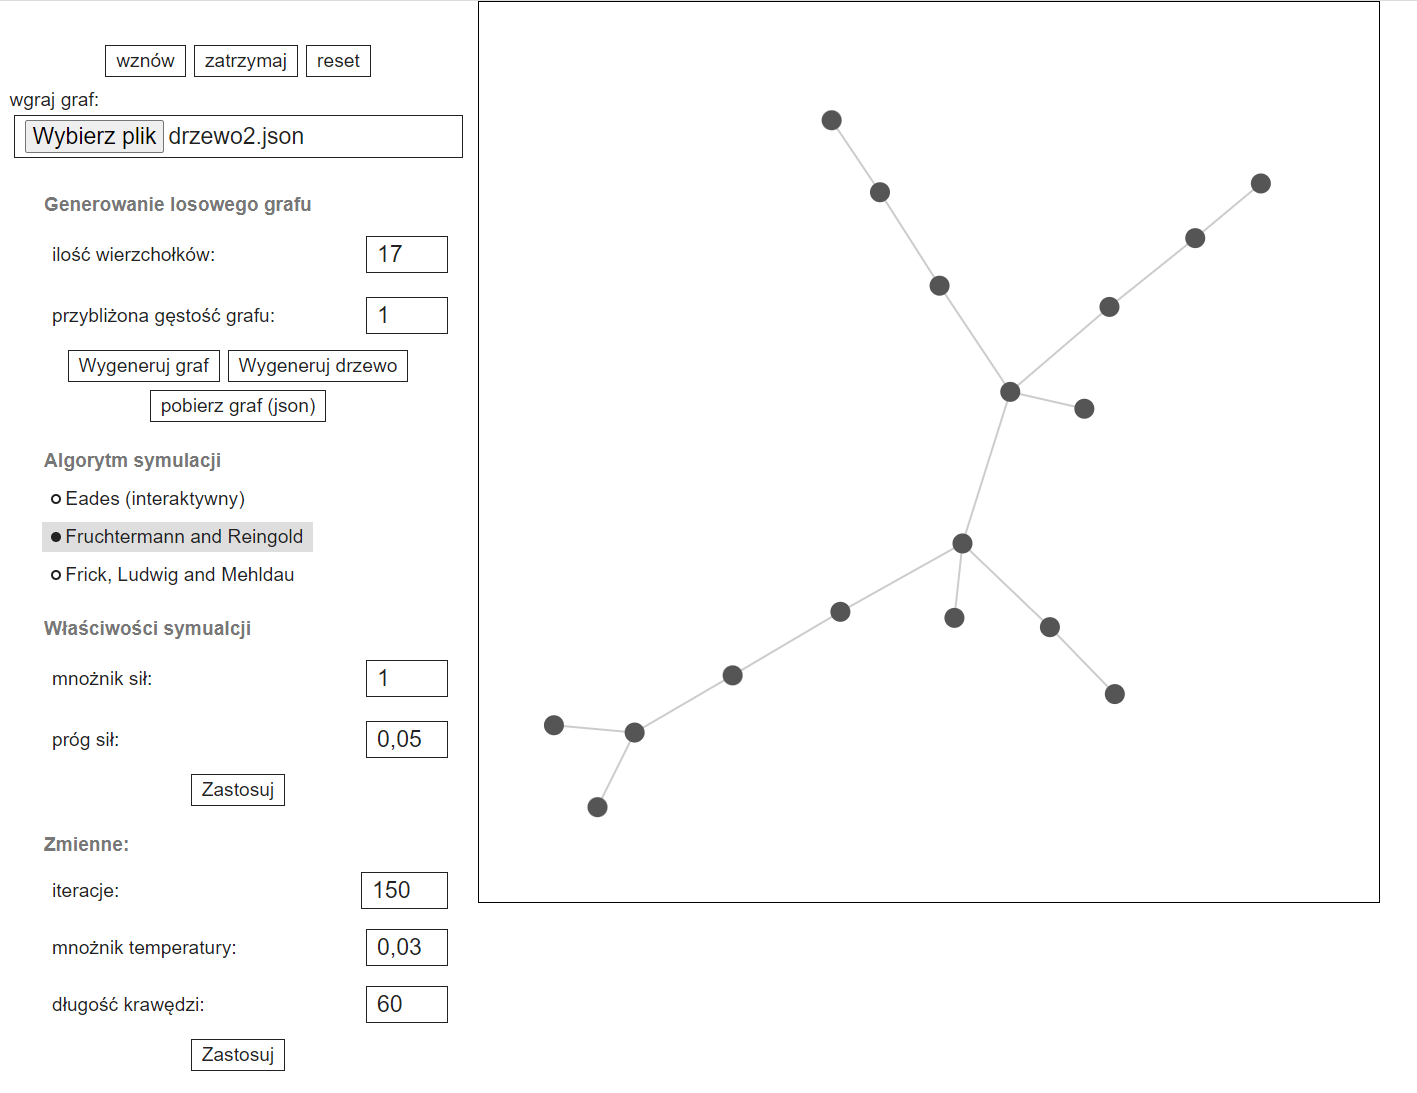 wznów zatrzymaj reset
wgraj graf:
Wybierz plik drzewo2.json
Generowanie losowego grafu
ilość wierzchołków: 17
przybliżona gęstość grafu: 1
Wygeneruj graf Wygeneruj drzewo
pobierz graf (json)
Algorytm symulacji
Eades (interaktywny)
Fruchtermann and Reingold
Frick, Ludwig and Mehldau
Właściwości symualcji
mnożnik sił: 1
próg sił: 0,05
Zastosuj
Zmienne:
iteracje: 150
mnożnik temperatury: 0,03
długość krawędzi: 60
Zastosuj